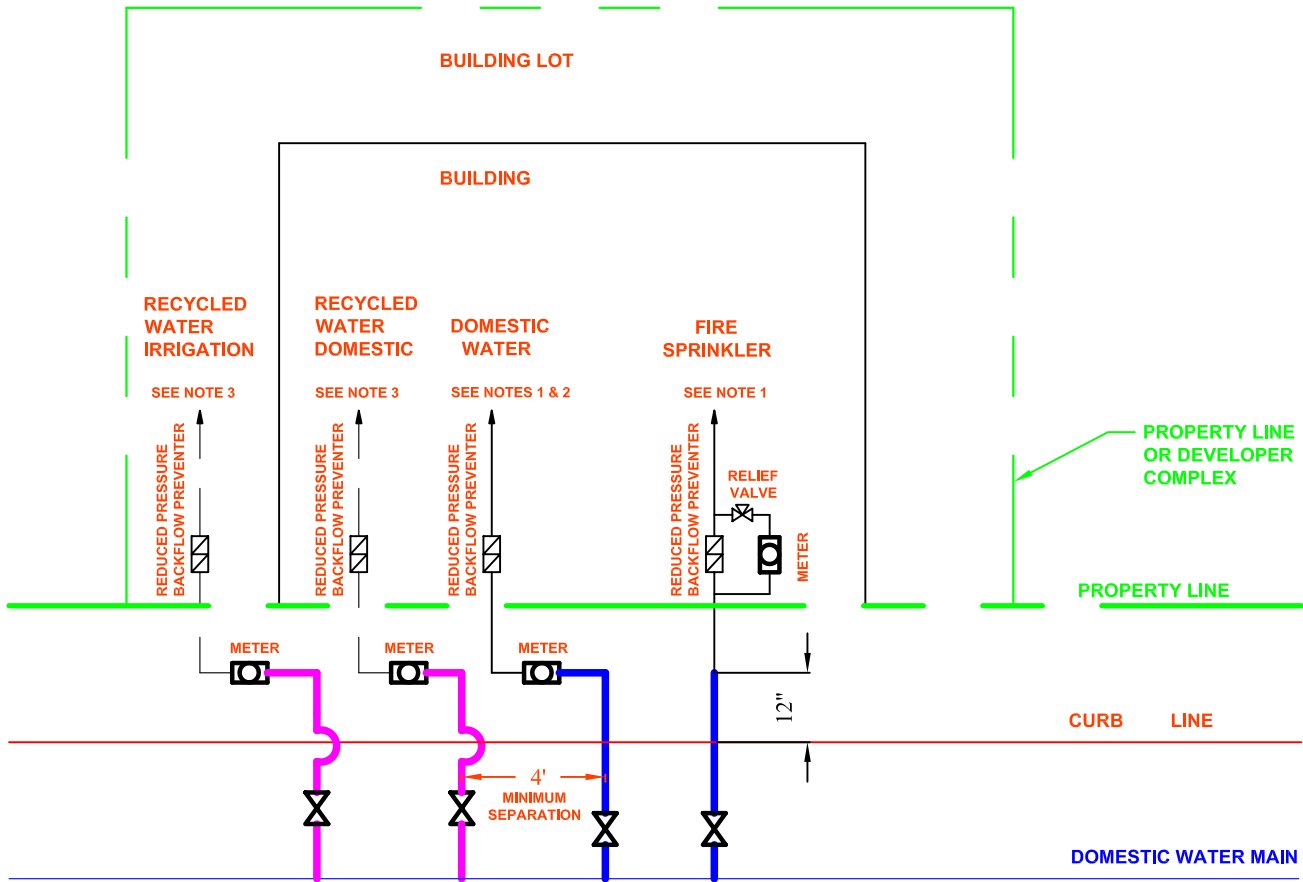 BUILDING LOT
BUILDING
RECYCLED
WATER
IRRIGATION
SEE NOTE 3
RECYCLED
WATER
DOMESTIC
SEE NOTE 3
DOMESTIC
WATER
SEE NOTES 1 & 2
FIRE
SPRINKLER
SEE NOTE 1
REDUCED PRESSURE
BACKFLOW PREVENTER
REDUCED PRESSURE
BACKFLOW PREVENTER
REDUCED PRESSURE
BACKFLOW PREVENTER
REDUCED PRESSURE
BACKFLOW PREVENTER
RELIEF
VALVE
METER
PROPERTY LINE
OR DEVELOPER
COMPLEX
PROPERTY LINE
METER
METER
METER
12"
CURB LINE
4'
MINIMUM
SEPARATION
DOMESTIC WATER MAIN